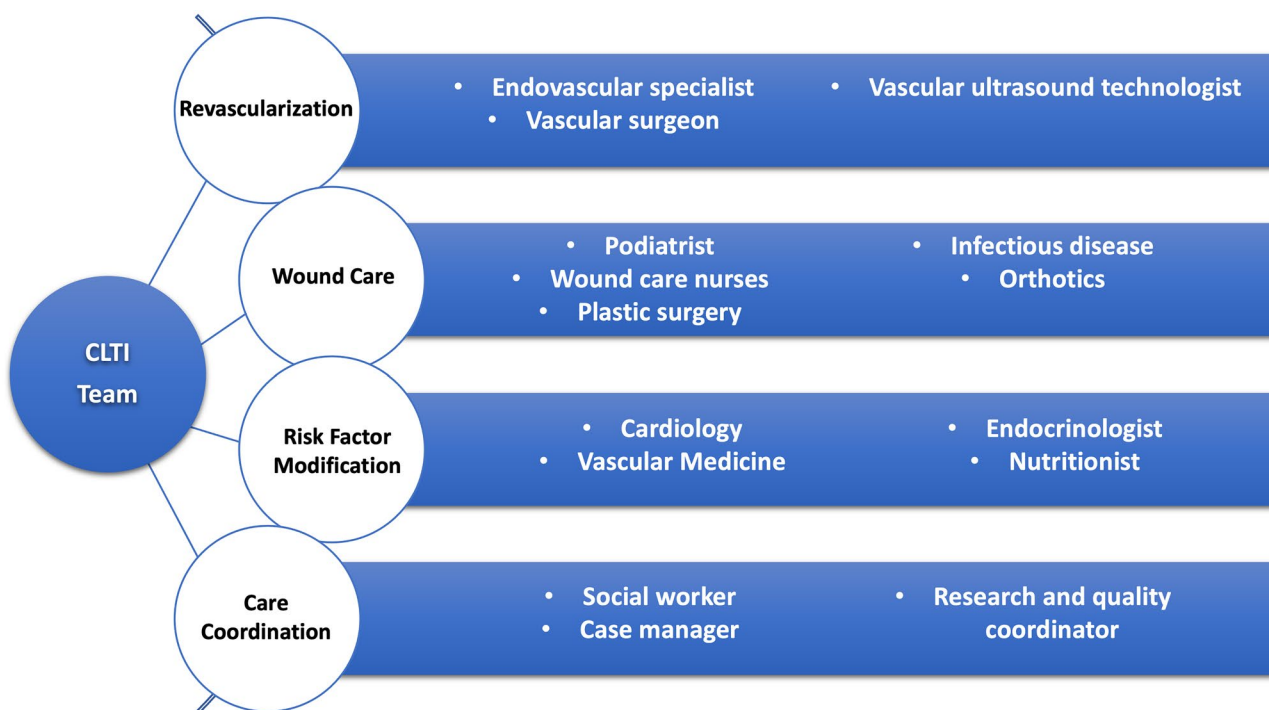 Revascularization
• Endovascular specialist
• Vascular surgeon
• Vascular ultrasound technologist
Wound Care
• Podiatrist
• Wound care nurses
• Plastic surgery
• Infectious disease
• Orthotics
CLTI
Team
Risk Factor
Modification
• Cardiology
• Vascular Medicine
• Endocrinologist
• Nutritionist
Care
Coordination
• Social worker
• Case manager
• Research and quality
coordinator